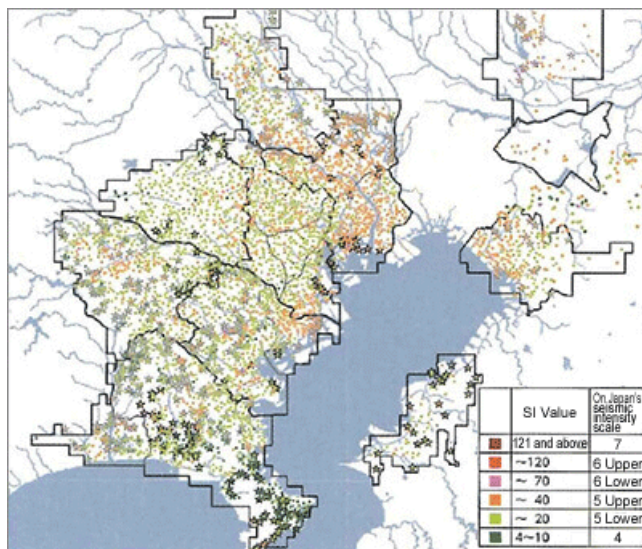 SI Value
On Japan's
seismic
intensity
scale
121 and above 7
~120 6 Upper
~ 70 6 Lower
~ 40 5 Upper
~ 20 5 Lower
4~10 4